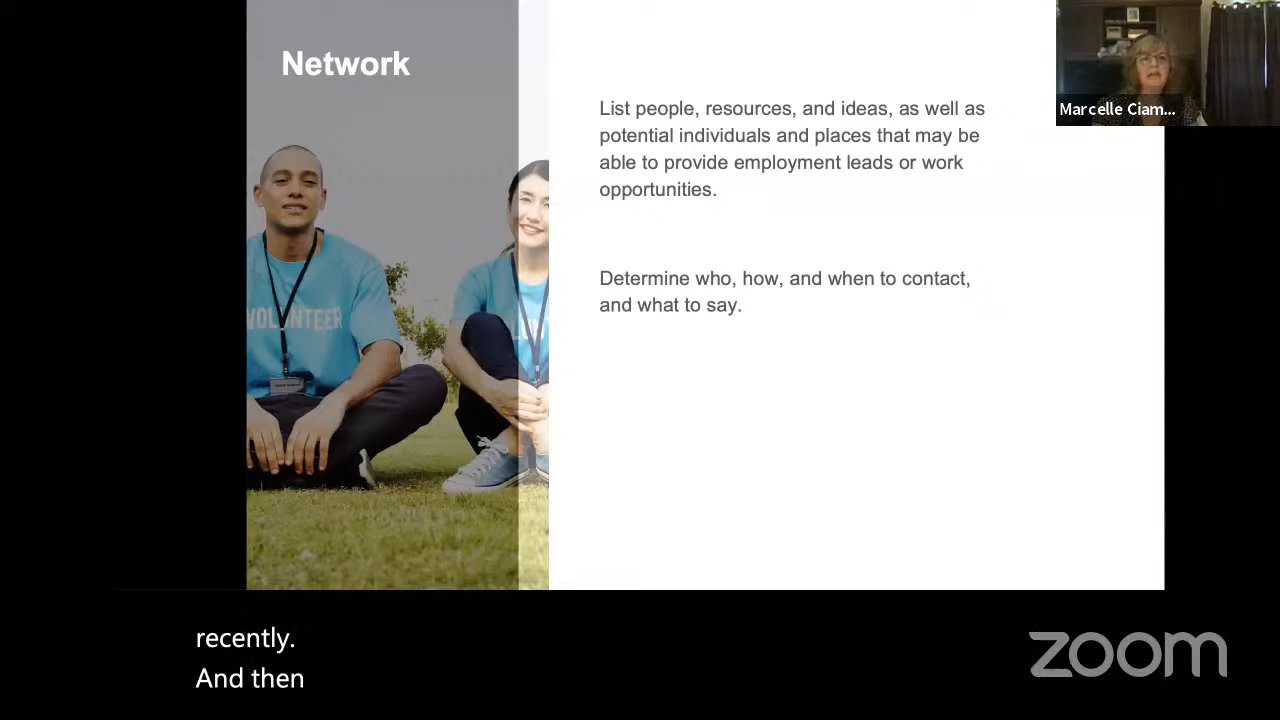 Network
List people, resources, and ideas, as well as
potential individuals and places that may be
able to provide employment leads or work
opportunities.
Determine who, how, and when to contact,
and what to say.
Marcelle Ciam...
VOLUNTEER
recently.
And then
zoom